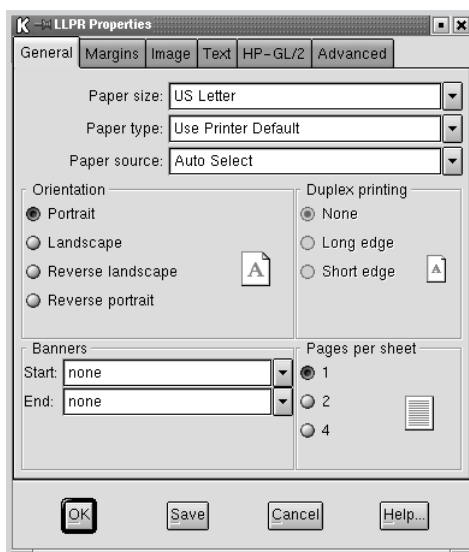 K LLPR Properties
General Margins Image Text HP-GL/2 Advanced
Paper size: US Letter
Paper type: Use Printer Default
Paper source: Auto Select
Orientation
Portrait
Landscape
Reverse landscape
Reverse portrait
A
Duplex printing
None
Long edge
Short edge
A
Banners
Start: none
End: none
Pages per sheet
1
2
4
OK Save Cancel Help...